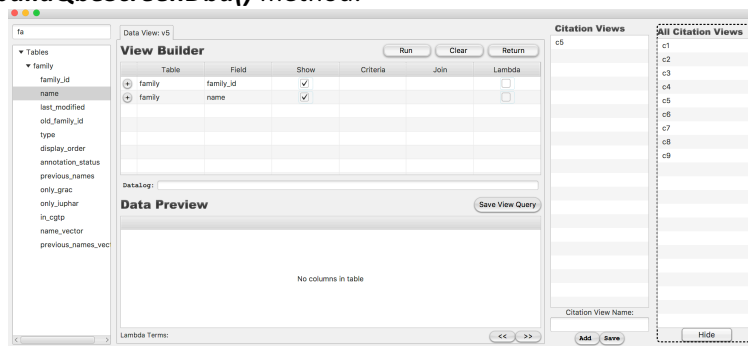 fa
Tables
family
family_id
name
last_modified
old_family_id
type
display_order
annotation_status
previous_names
only_grac
only_iuphar
in_cgtp
name_vector
previous_names_vect
Data View: v5
View Builder
Run
Clear
Return
Table Field Show Criteria Join Lambda
+ family family_id
+ family name
Datalog:
Data Preview
Save View Query
No columns in table
Lambda Terms:
<< >>
Citation Views
c5
Citation View Name:
Add Save
All Citation Views
c1
c2
c3
c4
c5
c6
c7
c8
c9
Hide